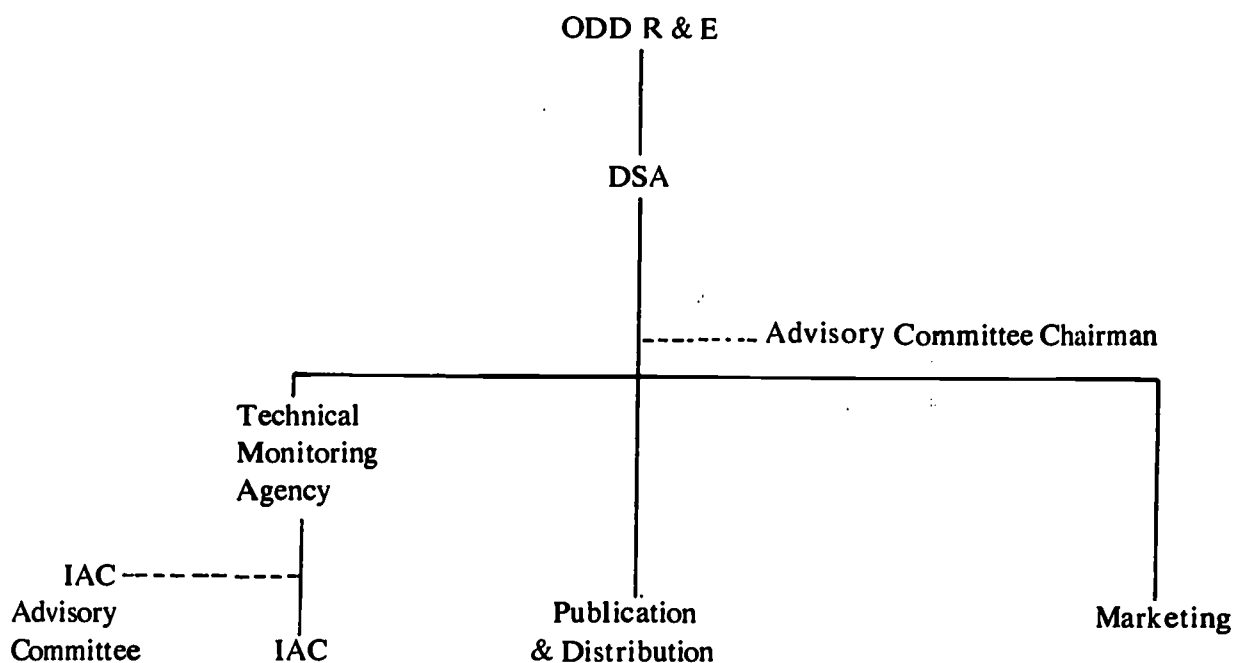 ODD R & E
DSA
Advisory Committee Chairman
Technical
Monitoring
Agency
IAC
Advisory
Committee
IAC
Publication
& Distribution
Marketing